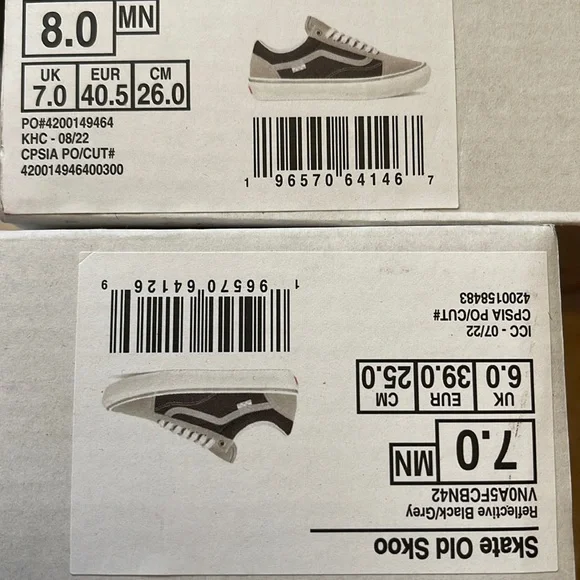 8.0 MN
UK EUR CM
7.0 40.5 26.0
PO#4200149464
KHC - 08/22
CPSIA PO/CUT#
420014946400300
1 96570 64146 7
Skate Old Skoo
Reflective Black/Grey
VN0A5FCBN42
7.0 MN
UK EUR CM
6.0 39.0 25.0
ICC - 07/22
CPSIA PO/CUT#
4200158483
1 96570 64126 9